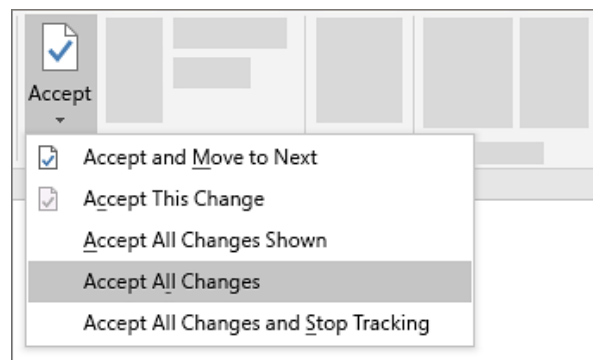 Accept
Accept and Move to Next
Accept This Change
Accept All Changes Shown
Accept All Changes
Accept All Changes and Stop Tracking